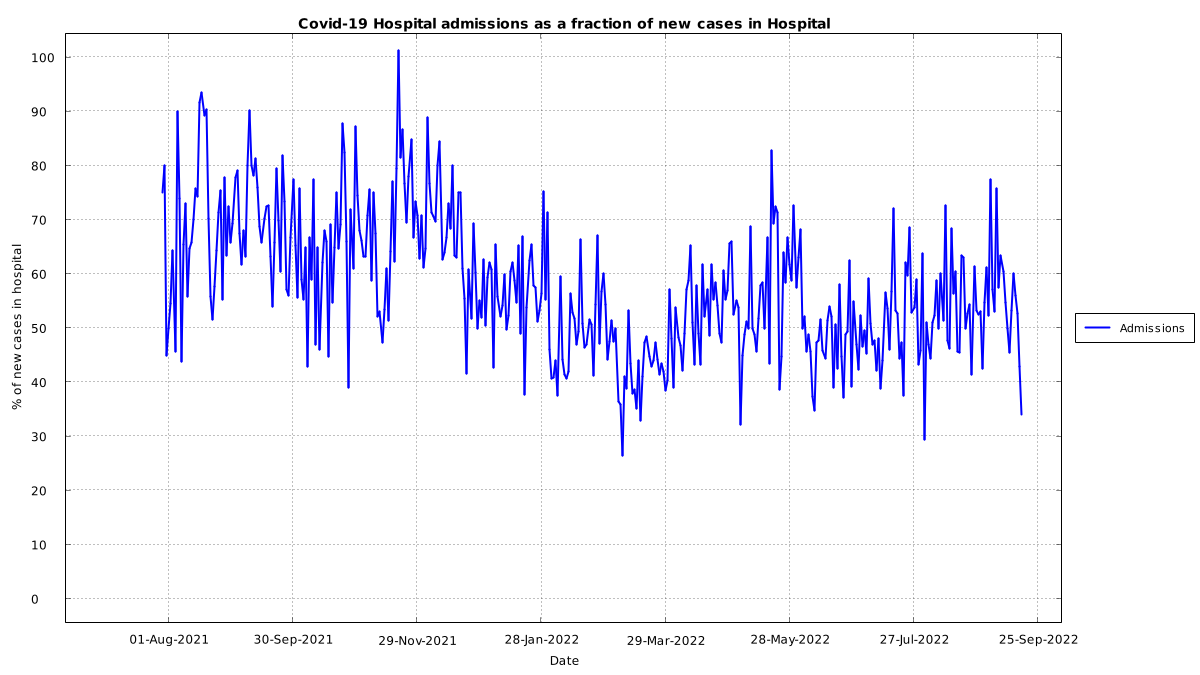 Covid-19 Hospital admissions as a fraction of new cases in Hospital
% of new cases in hospital
100
90
80
70
60
50
40
30
20
10
0
Admissions
01-Aug-2021 30-Sep-2021 29-Nov-2021 28-Jan-2022 29-Mar-2022 28-May-2022 27-Jul-2022 25-Sep-2022
Date